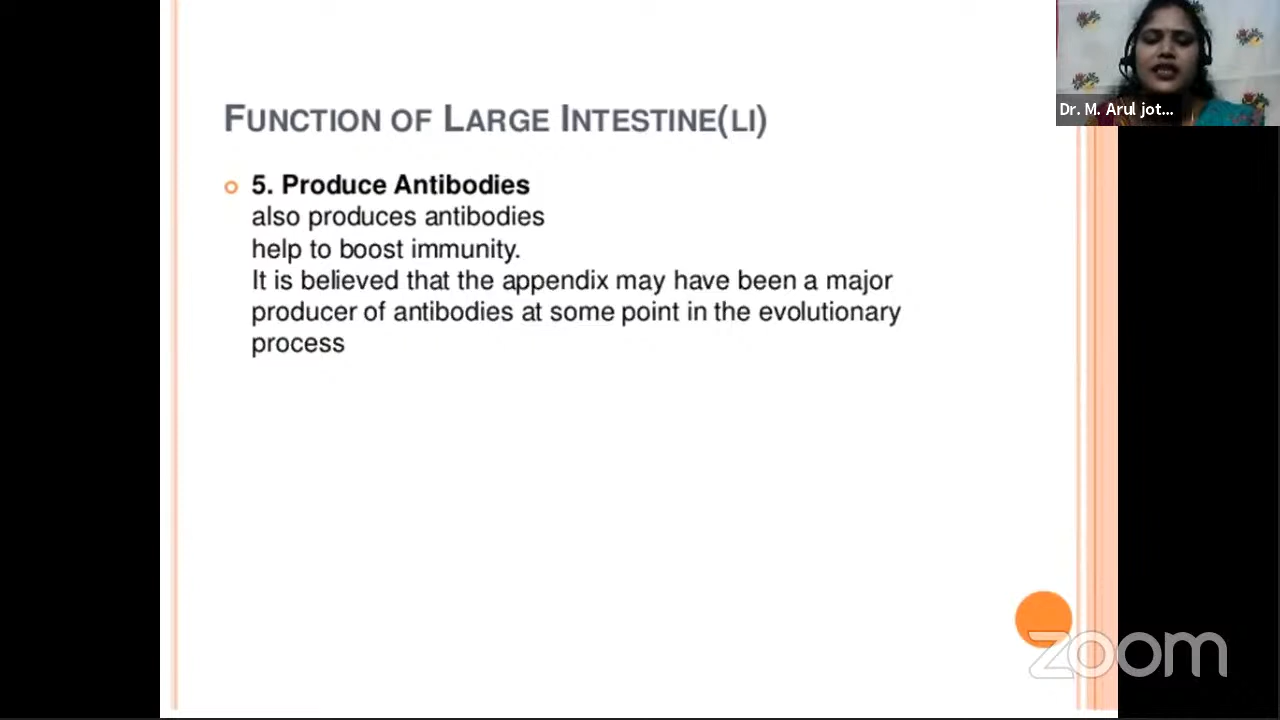 Dr. M. Arul jot...
FUNCTION OF LARGE INTESTINE(LI)
5. Produce Antibodies
also produces antibodies
help to boost immunity.
It is believed that the appendix may have been a major
producer of antibodies at some point in the evolutionary
process
zoom